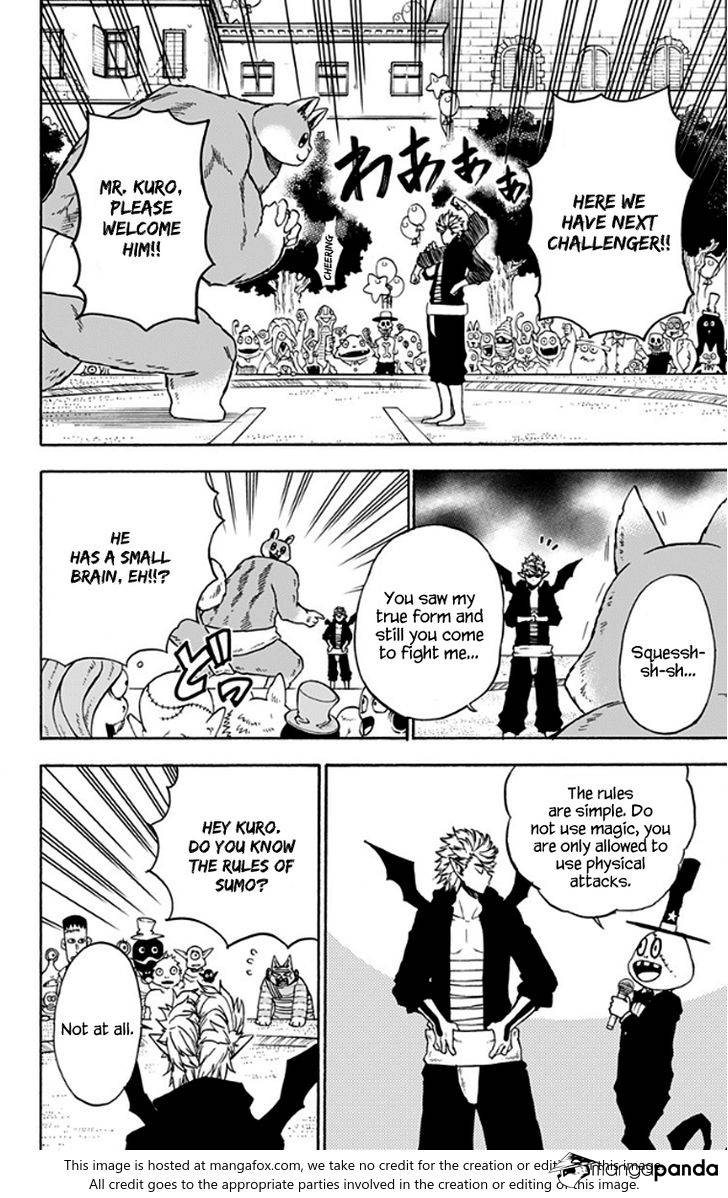 HERE WE
HAVE NEXT
CHALLENGER!!
わあぁぁ
CHEERING
MR. KURO,
PLEASE
WELCOME
HIM!!
Squessh-
sh-sh...
You saw my
true form and
still you come
to fight me...
HE
HAS A SMALL
BRAIN, EH!!?
どっ
The rules
are simple. Do
not use magic, you
are only allowed to
use physical
attacks.
HEY KURO.
DO YOU KNOW
THE RULES OF
SUMO?
Not at all.
This image is hosted at mangafox.com, we take no credit for the creation or editing of this image.
All credit goes to the appropriate parties involved in the creation or editing of this image.
mangapanda